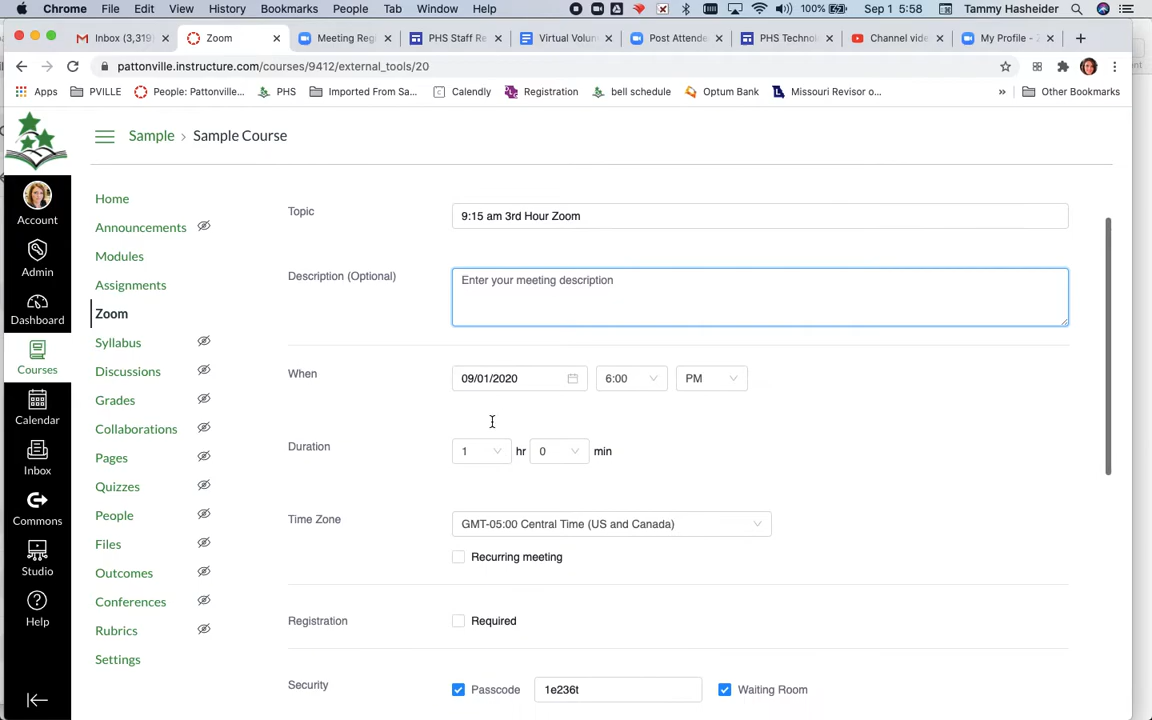 Chrome File Edit View History Bookmarks People Tab Window Help 100% Sep 1 5:58 Tammy Hasheider
Inbox (3,319) Zoom Meeting Regi PHS Staff Re Virtual Volun Post Attende PHS Technol Channel vide My Profile - Z
pattonville.instructure.com/courses/9412/external_tools/20
Apps PVILLE People: Pattonville... PHS Imported From Sa... Calendly Registration bell schedule Optum Bank Missouri Revisor o... » Other Bookmarks
Sample › Sample Course
Account
Admin
Dashboard
Courses
Calendar
Inbox
Commons
Studio
Help
Home
Announcements
Modules
Assignments
Zoom
Syllabus
Discussions
Grades
Collaborations
Pages
Quizzes
People
Files
Outcomes
Conferences
Rubrics
Settings
Topic 9:15 am 3rd Hour Zoom
Description (Optional) Enter your meeting description
When 09/01/2020 6:00 PM
Duration 1 hr 0 min
Time Zone GMT-05:00 Central Time (US and Canada)
Recurring meeting
Registration Required
Security Passcode 1e236t Waiting Room